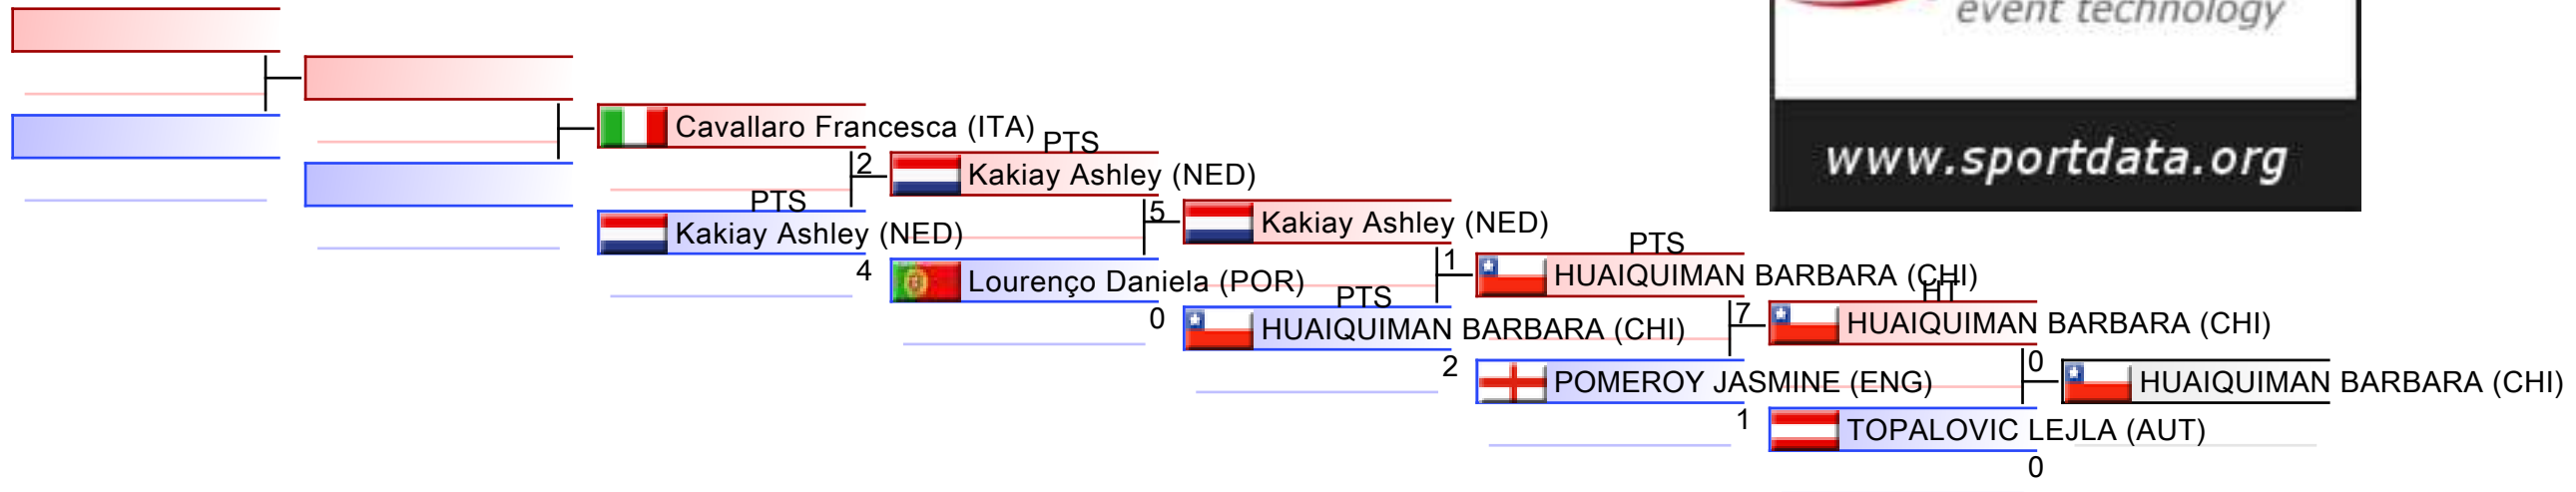 event technology
www.sportdata.org
Cavallaro Francesca (ITA)
2
PTS
Kakiay Ashley (NED)
4
PTS
Kakiay Ashley (NED)
5
Lourenço Daniela (POR)
0
Kakiay Ashley (NED)
1
PTS
HUAIQUIMAN BARBARA (CHI)
2
PTS
HUAIQUIMAN BARBARA (CHI)
7
POMEROY JASMINE (ENG)
1
HT
HUAIQUIMAN BARBARA (CHI)
0
TOPALOVIC LEJLA (AUT)
0
HUAIQUIMAN BARBARA (CHI)